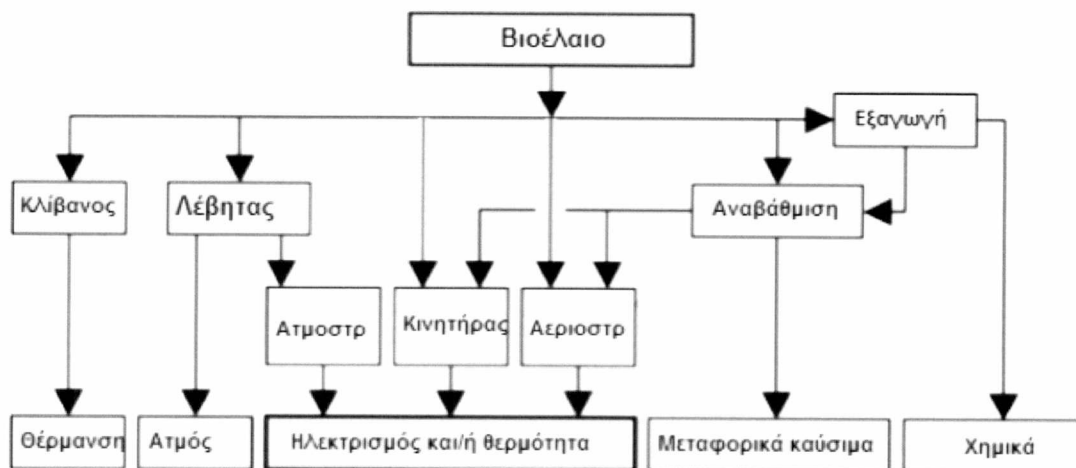 Βιοέλαιο
Εξαγωγή
Κλίβανος
Λέβητας
Αναβάθμιση
Ατμοστρ
Κινητήρας
Αεριοστρ
Θέρμανση
Ατμός
Ηλεκτρισμός και/ή θερμότητα
Μεταφορικά καύσιμα
Χημικά